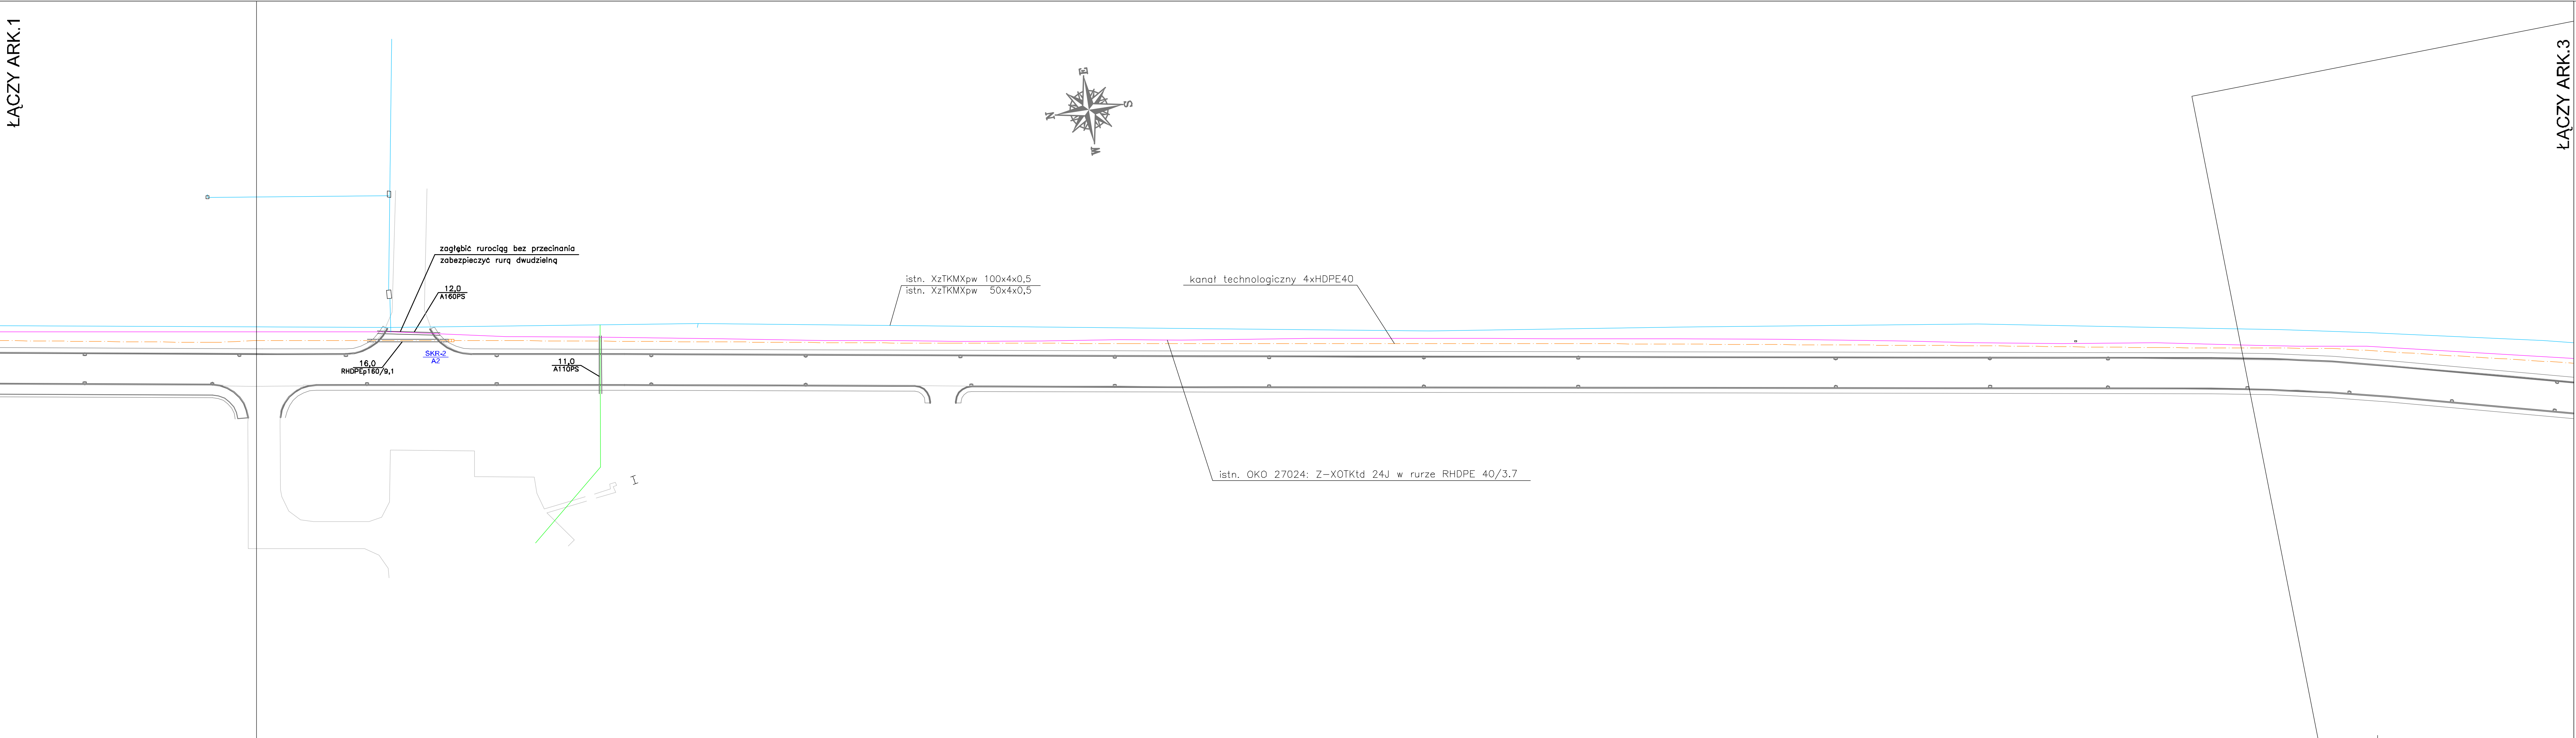 ŁĄCZY ARK.1
ŁĄCZY ARK.3
E
N
S
W
zagłębić rurociąg bez przecinania
zabezpieczyć rurą dwudzielną
12,0
A160PS
istn. XzTKMXpw 100x4x0,5
istn. XzTKMXpw 50x4x0,5
kanał technologiczny 4xHDPE40
SKR-2
A2
16,0
RHDPEp160/9,1
11,0
A110PS
istn. OKO 27024: Z-XOTKtd 24J w rurze RHDPE 40/3.7
I